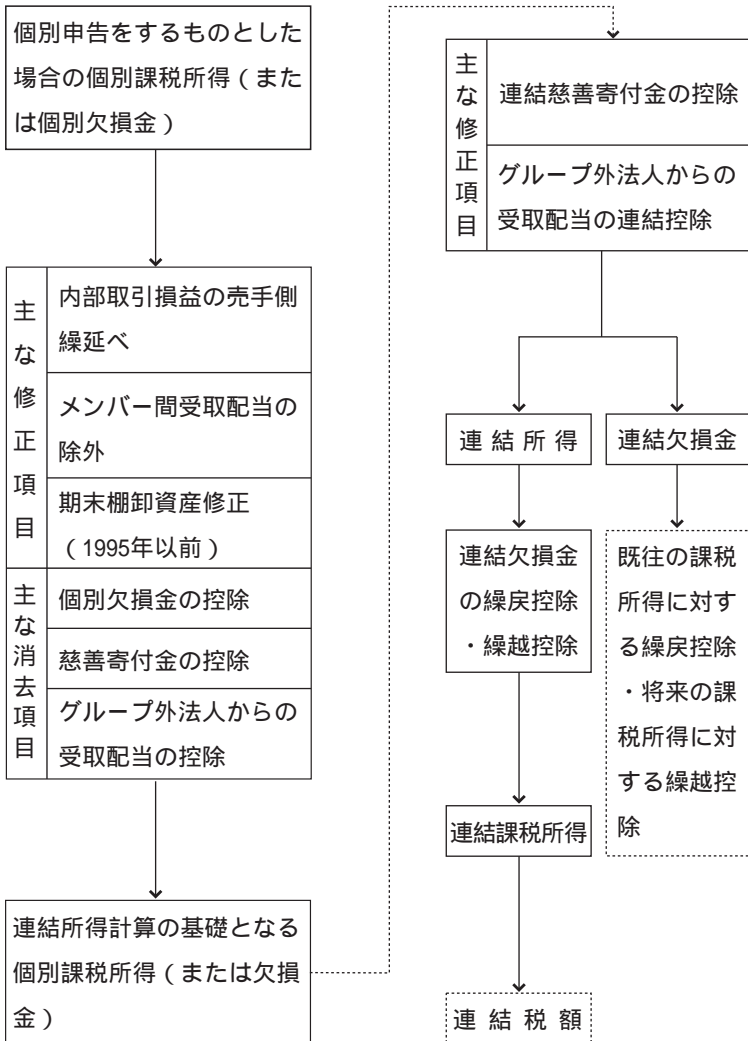 個別申告をするものとした
場合の個別課税所得（また
は個別欠損金）
主な修正項目
内部取引損益の売手側
繰延べ
メンバー間受取配当の
除外
期末棚卸資産修正
（1995年以前）
主な消去項目
個別欠損金の控除
慈善寄付金の控除
グループ外法人からの
受取配当の控除
連結所得計算の基礎となる
個別課税所得（または欠損
金）
主な修正項目
連結慈善寄付金の控除
グループ外法人からの
受取配当の連結控除
連結所得
連結欠損金
連結欠損金
の繰戻控除
・繰越控除
既往の課税
所得に対す
る繰戻控除
・将来の課
税所得に対
する繰越控
除
連結課税所得
連結税額